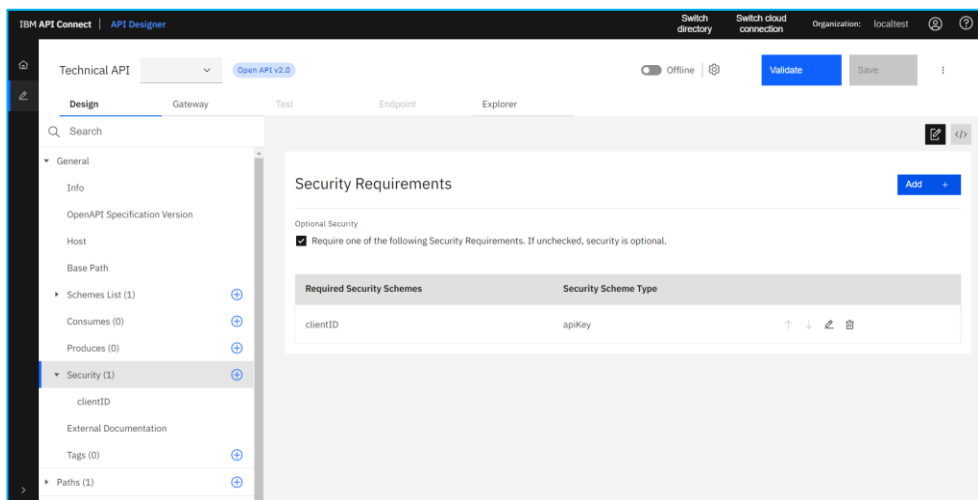 IBM API Connect | API Designer
Switch directory
Switch cloud connection
Organization: localtest
Technical API
Open API v2.0
Offline
Validate
Save
Design
Gateway
Test
Endpoint
Explorer
Search
General
Info
OpenAPI Specification Version
Host
Base Path
Schemes List (1)
Consumes (0)
Produces (0)
Security (1)
clientID
External Documentation
Tags (0)
Paths (1)
Security Requirements
Add +
Optional Security
Require one of the following Security Requirements. If unchecked, security is optional.
Required Security Schemes
Security Scheme Type
clientID
apiKey